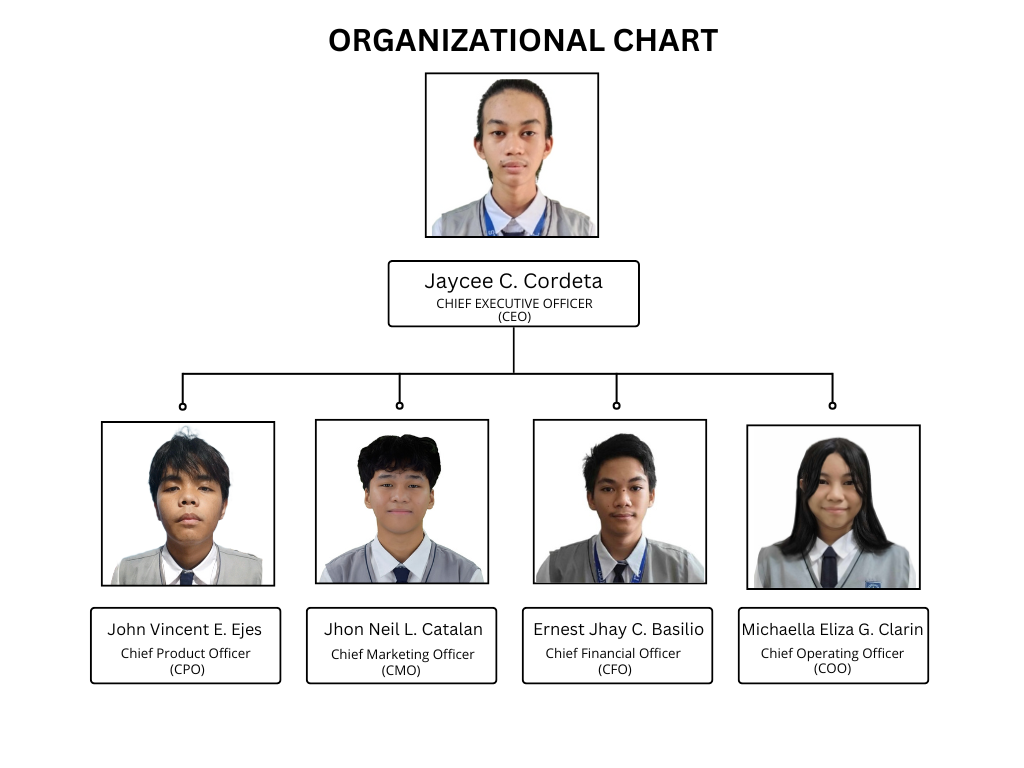 ORGANIZATIONAL CHART
Jaycee C. Cordeta
CHIEF EXECUTIVE OFFICER
(CEO)
John Vincent E. Ejes
Chief Product Officer
(CPO)
Jhon Neil L. Catalan
Chief Marketing Officer
(CMO)
Ernest Jhay C. Basilio
Chief Financial Officer
(CFO)
Michaella Eliza G. Clarin
Chief Operating Officer
(COO)